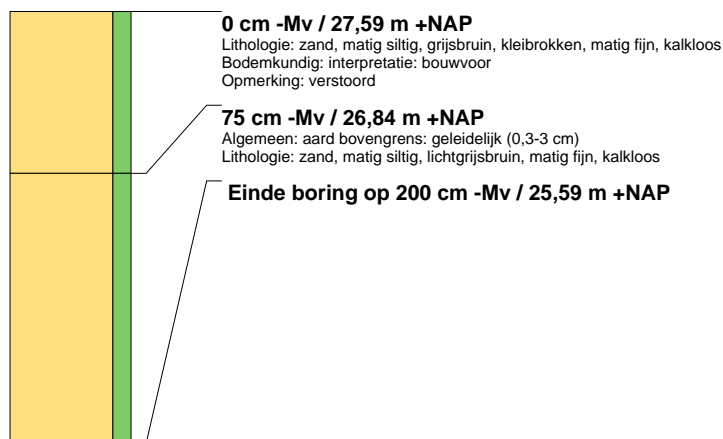 0 cm -Mv / 27,59 m +NAP
Lithologie: zand, matig siltig, grijsbruin, kleibrokken, matig fijn, kalkloos
Bodemkundig: interpretatie: bouwvoor
Opmerking: verstoord
75 cm -Mv / 26,84 m +NAP
Algemeen: aard bovengrens: geleidelijk (0,3-3 cm)
Lithologie: zand, matig siltig, lichtgrijsbruin, matig fijn, kalkloos
Einde boring op 200 cm -Mv / 25,59 m +NAP